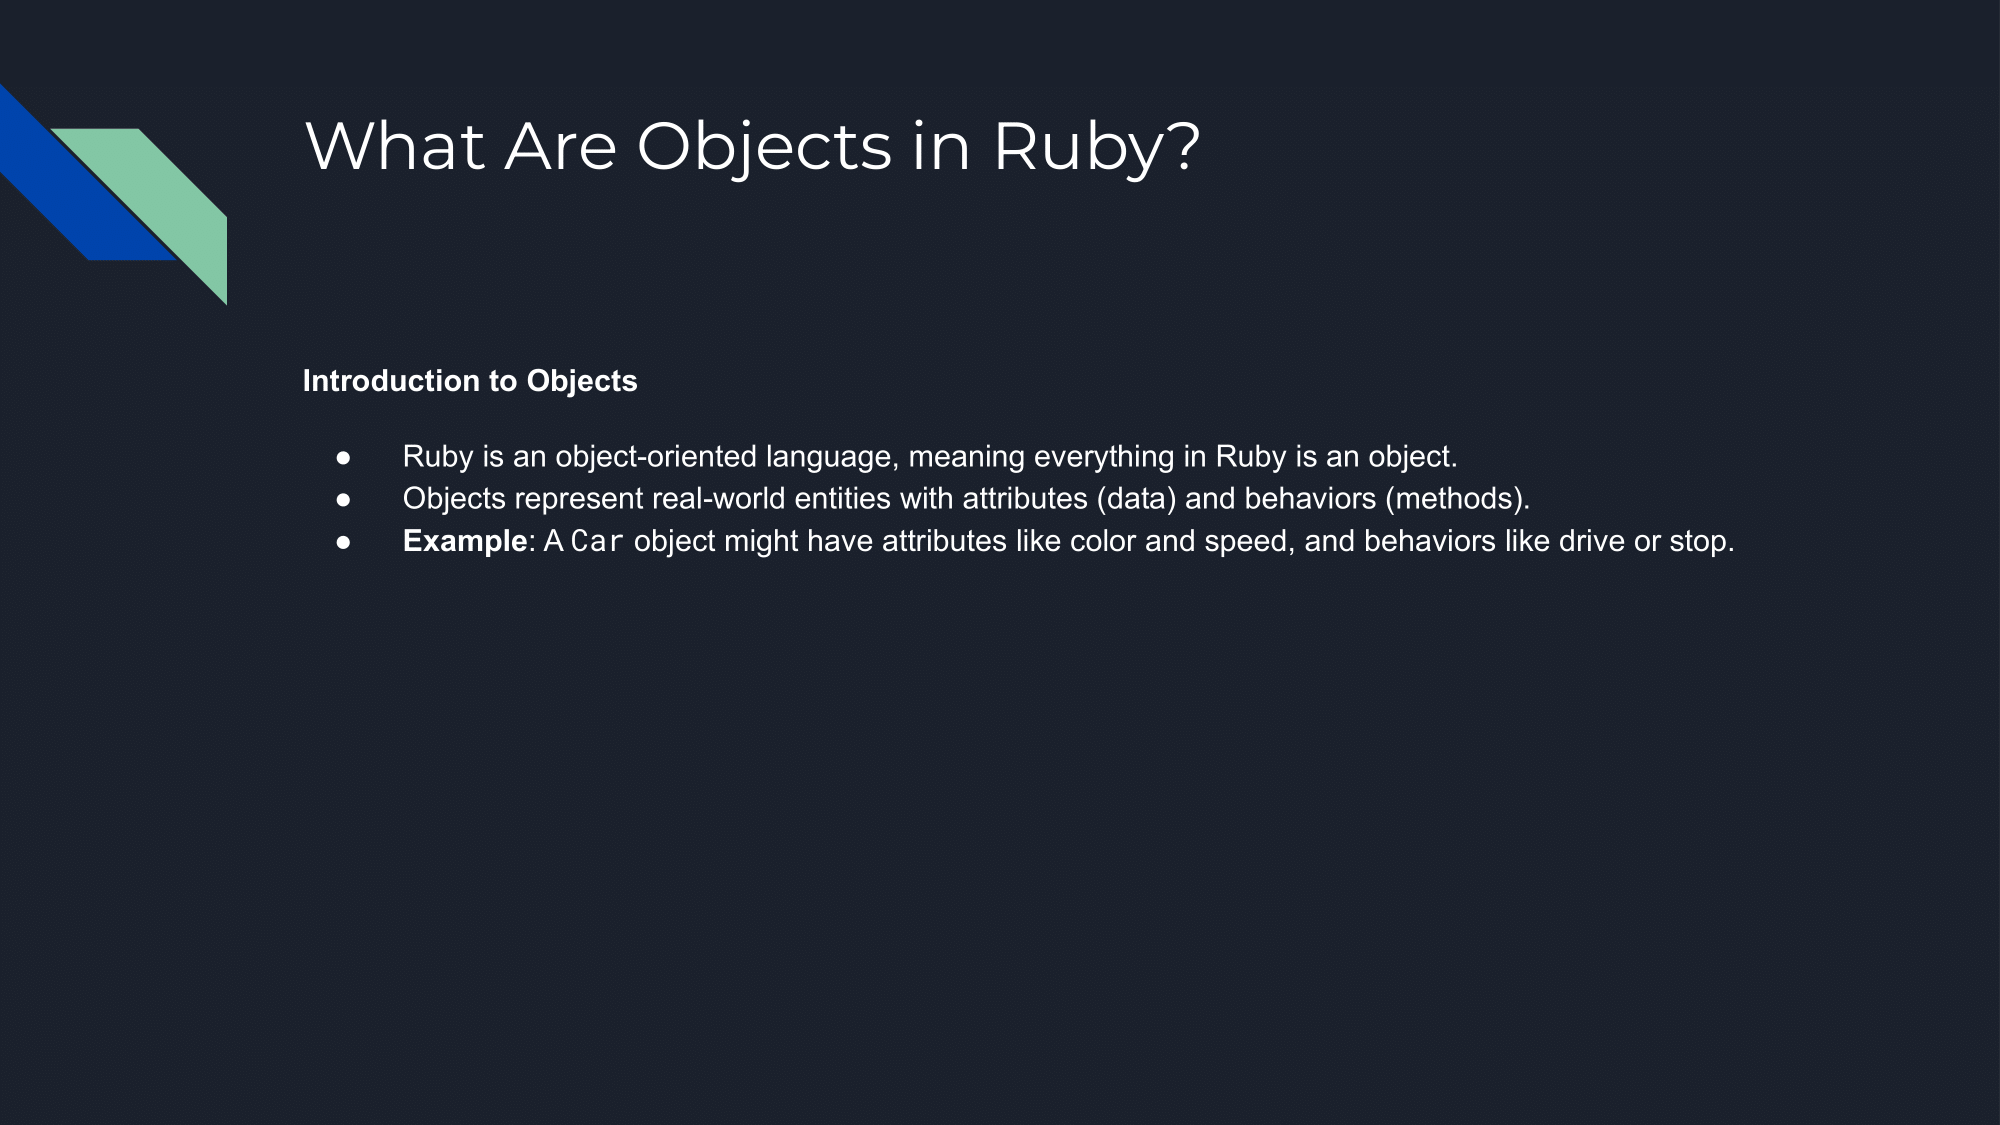 What Are Objects in Ruby?
Introduction to Objects
● Ruby is an object-oriented language, meaning everything in Ruby is an object.
● Objects represent real-world entities with attributes (data) and behaviors (methods).
● Example: A Car object might have attributes like color and speed, and behaviors like drive or stop.